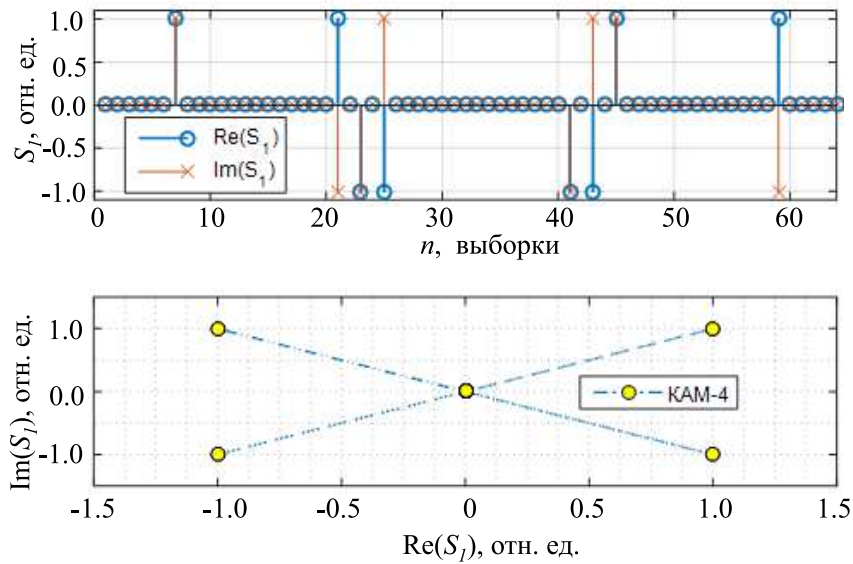 S1, отн. ед.
1.0
0.5
0.0
-0.5
-1.0
Re(S_1)
Im(S_1)
0 10 20 30 40 50 60
n, выборки
Im(S1), отн. ед.
1.0
0.0
-1.0
КАМ-4
-1.5 -1.0 -0.5 0 0.5 1.0 1.5
Re(S1), отн. ед.